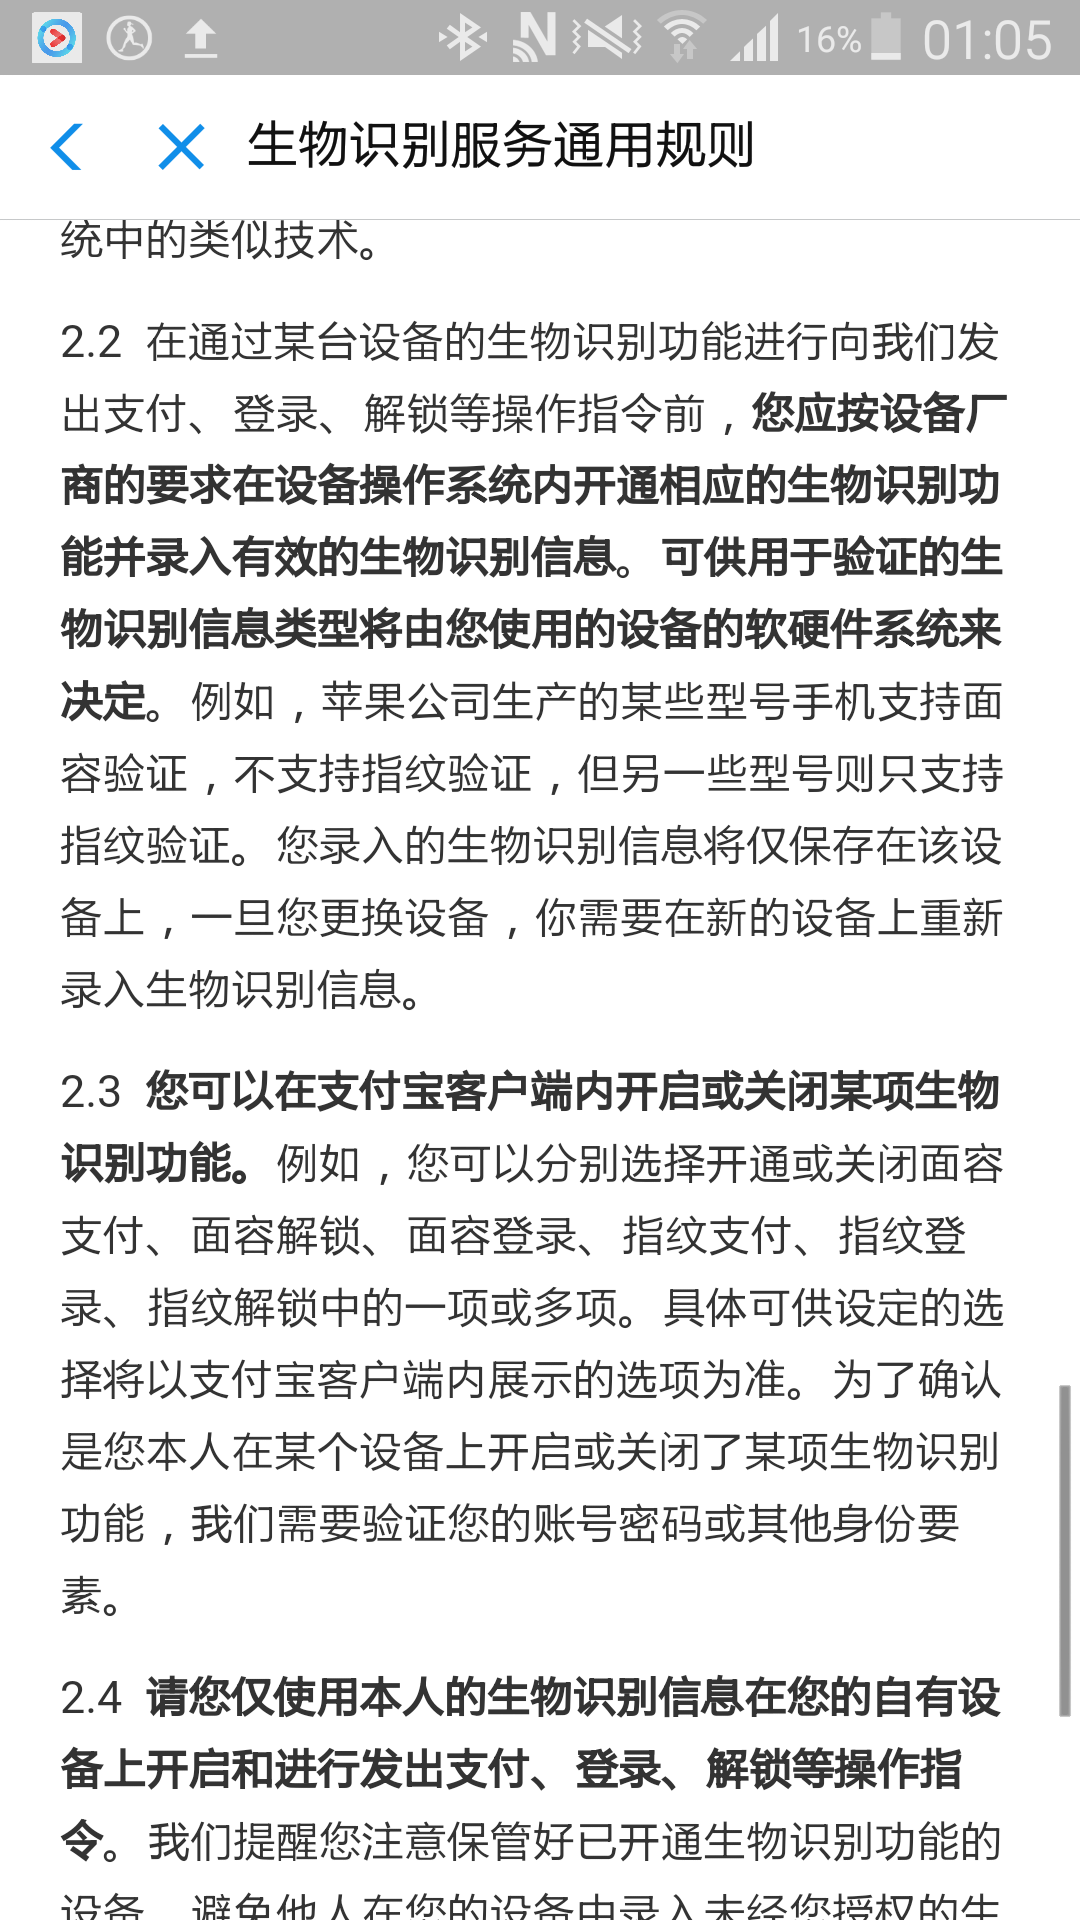 16% 01:05
生物识别服务通用规则
统中的类似技术。
2.2 在通过某台设备的生物识别功能进行向我们发
出支付、登录、解锁等操作指令前，您应按设备厂
商的要求在设备操作系统内开通相应的生物识别功
能并录入有效的生物识别信息。可供用于验证的生
物识别信息类型将由您使用的设备的软硬件系统来
决定。例如，苹果公司生产的某些型号手机支持面
容验证，不支持指纹验证，但另一些型号则只支持
指纹验证。您录入的生物识别信息将仅保存在该设
备上，一旦您更换设备，你需要在新的设备上重新
录入生物识别信息。
2.3 您可以在支付宝客户端内开启或关闭某项生物
识别功能。例如，您可以分别选择开通或关闭面容
支付、面容解锁、面容登录、指纹支付、指纹登
录、指纹解锁中的一项或多项。具体可供设定的选
择将以支付宝客户端内展示的选项为准。为了确认
是您本人在某个设备上开启或关闭了某项生物识别
功能，我们需要验证您的账号密码或其他身份要
素。
2.4 请您仅使用本人的生物识别信息在您的自有设
备上开启和进行发出支付、登录、解锁等操作指
令。我们提醒您注意保管好已开通生物识别功能的
设备，避免他人在您的设备中录入未经您授权的生